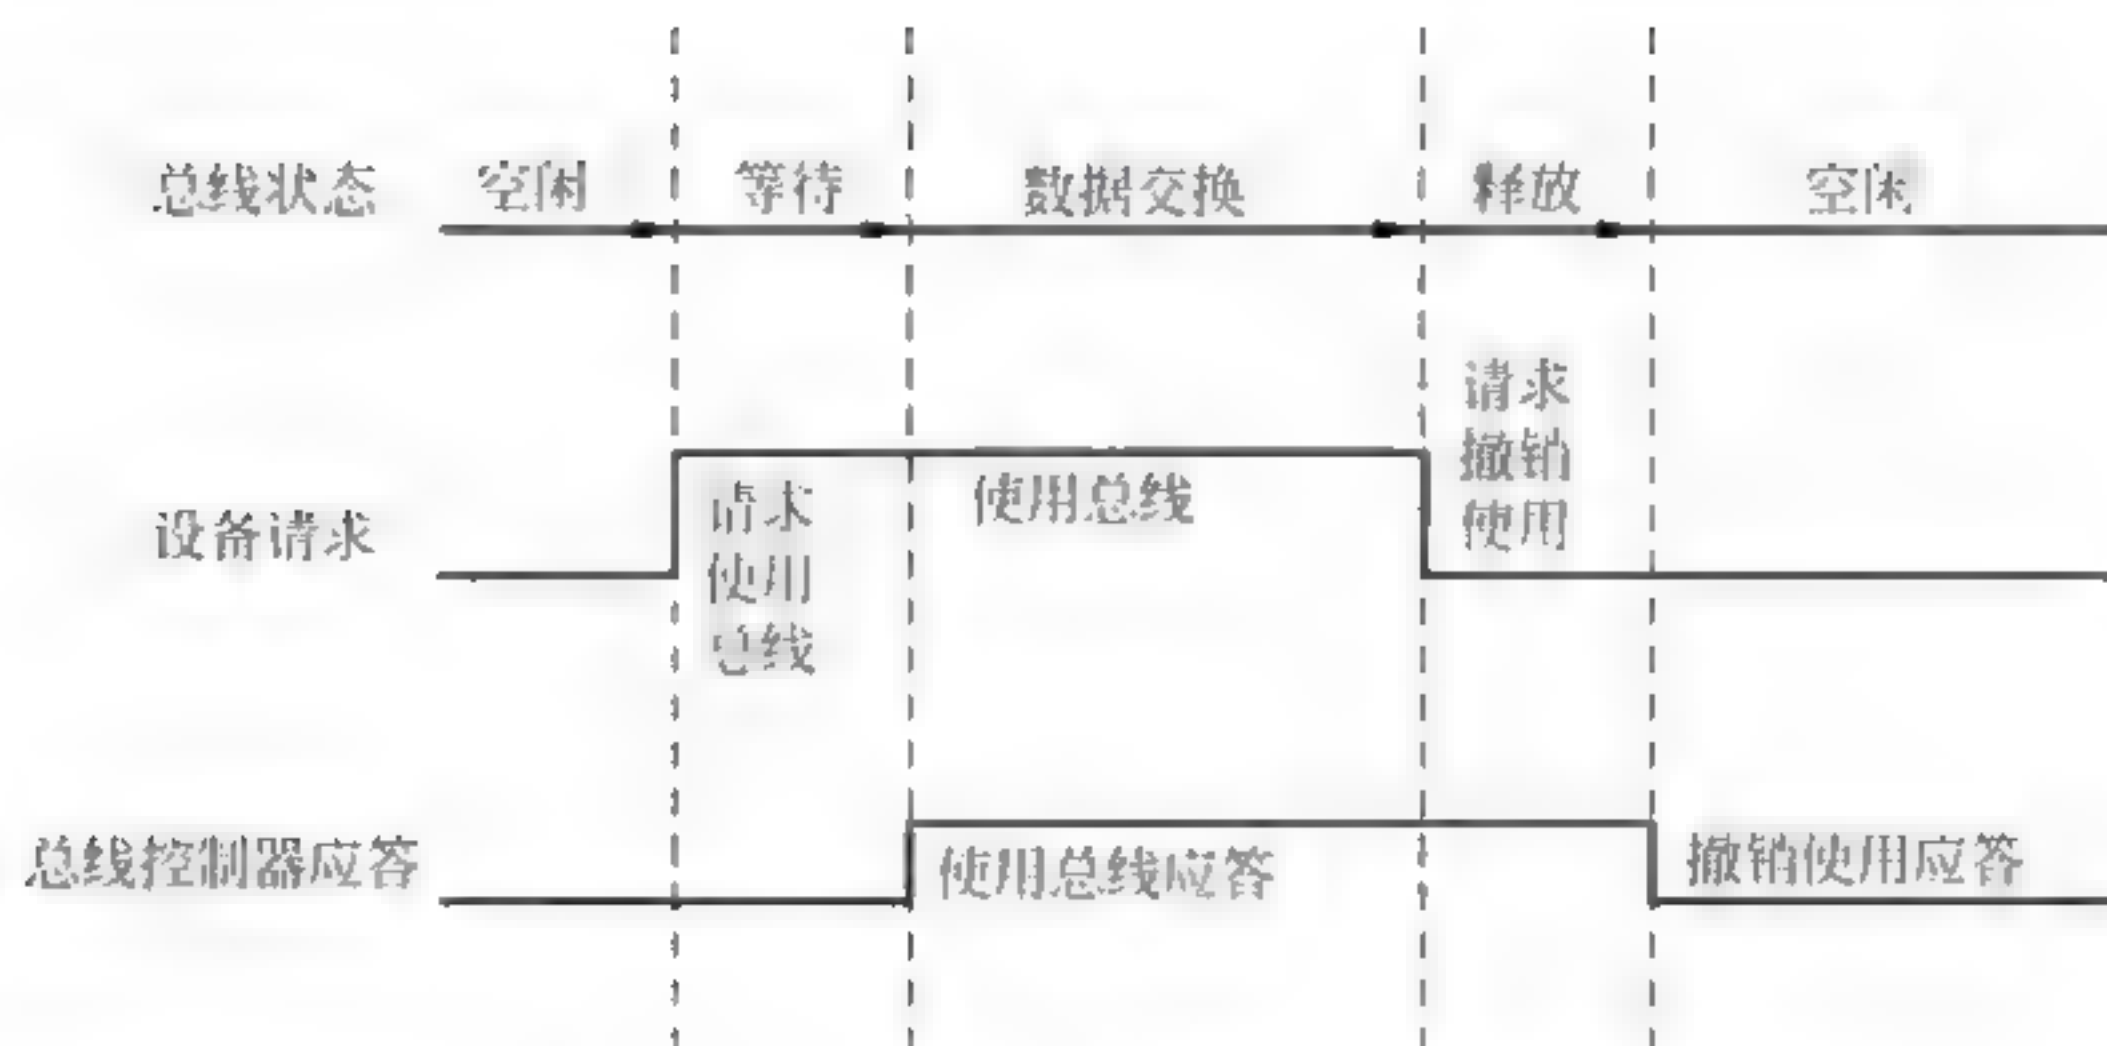 总线状态 空闲 等待 数据交换 释放 空闲
请求
撤销
使用
设备请求
请求
使用
总线
使用总线
总线控制器应答 使用总线应答 撤销使用应答